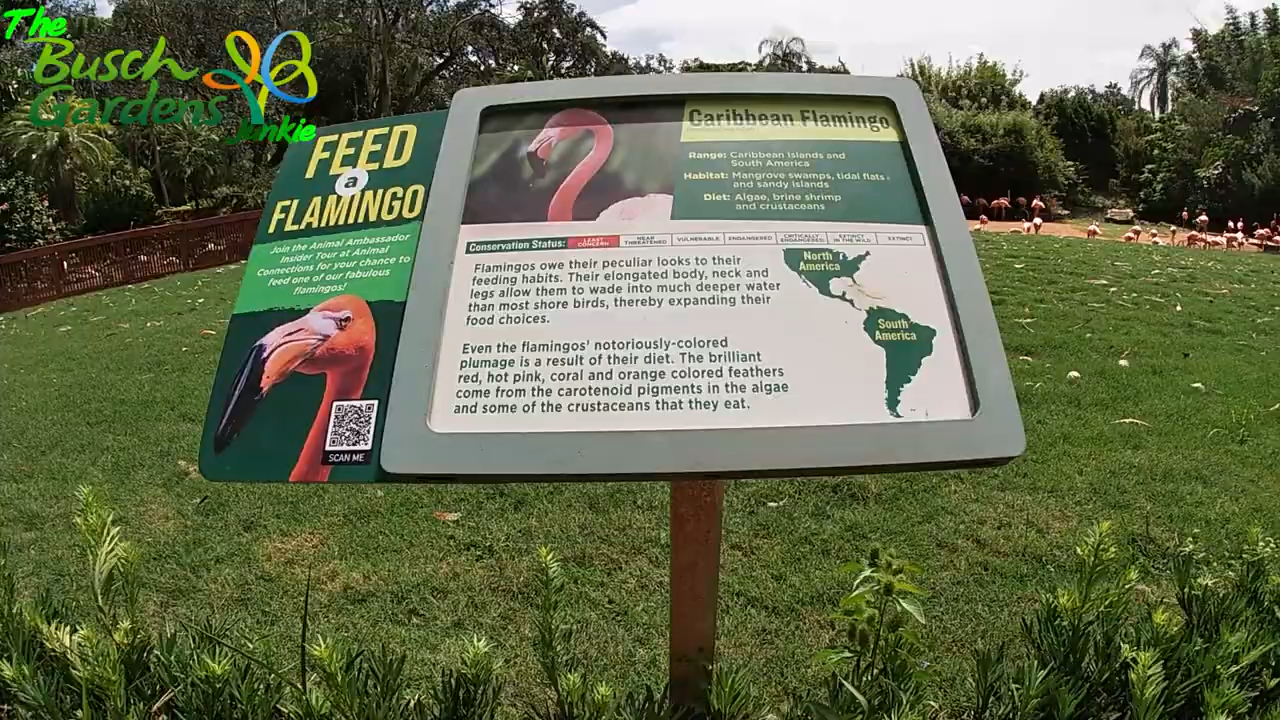 The
Busch
Gardens
Junkie
FEED
a
FLAMINGO
Join the Animal Ambassador
Insider Tour at Animal
Connections for your chance to
feed one of our fabulous
flamingos!
SCAN ME
Caribbean Flamingo
Range: Caribbean Islands and
South America
Habitat: Mangrove swamps, tidal flats
and sandy islands
Diet: Algae, brine shrimp
and crustaceans
Conservation Status: LEAST CONCERN NEAR THREATENED VULNERABLE ENDANGERED CRITICALLY ENDANGERED EXTINCT IN THE WILD EXTINCT
Flamingos owe their peculiar looks to their
feeding habits. Their elongated body, neck and
legs allow them to wade into much deeper water
than most shore birds, thereby expanding their
food choices.
Even the flamingos' notoriously-colored
plumage is a result of their diet. The brilliant
red, hot pink, coral and orange colored feathers
come from the carotenoid pigments in the algae
and some of the crustaceans that they eat.
North
America
South
America